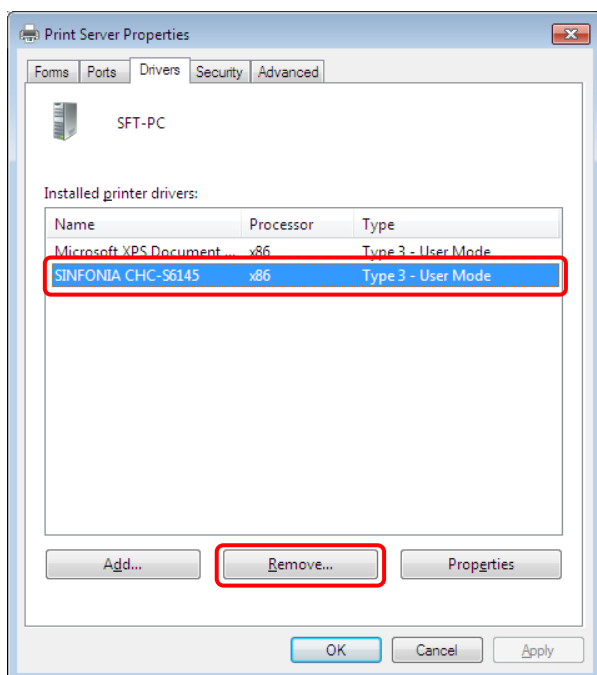 Print Server Properties
Forms Ports Drivers Security Advanced
SFT-PC
Installed printer drivers:
Name Processor Type
Microsoft XPS Document ... x86 Type 3 - User Mode
SINFONIA CHC-S6145 x86 Type 3 - User Mode
Add... Remove... Properties
OK Cancel Apply